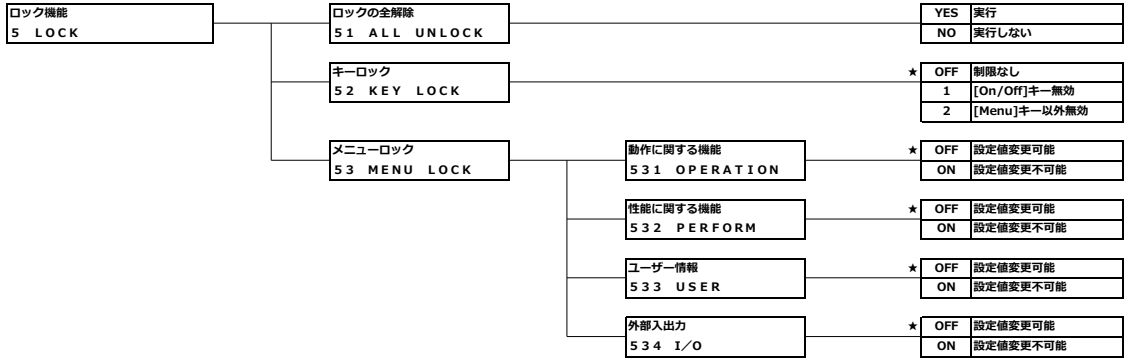 ロック機能
5 LOCK
ロックの全解除
51 ALL UNLOCK
YES 実行
NO 実行しない
キーロック
52 KEY LOCK
★ OFF 制限なし
1 [On/Off]キー無効
2 [Menu]キー以外無効
メニューロック
53 MENU LOCK
動作に関する機能
531 OPERATION
★ OFF 設定値変更可能
ON 設定値変更不可能
性能に関する機能
532 PERFORM
★ OFF 設定値変更可能
ON 設定値変更不可能
ユーザー情報
533 USER
★ OFF 設定値変更可能
ON 設定値変更不可能
外部入出力
534 I/O
★ OFF 設定値変更可能
ON 設定値変更不可能